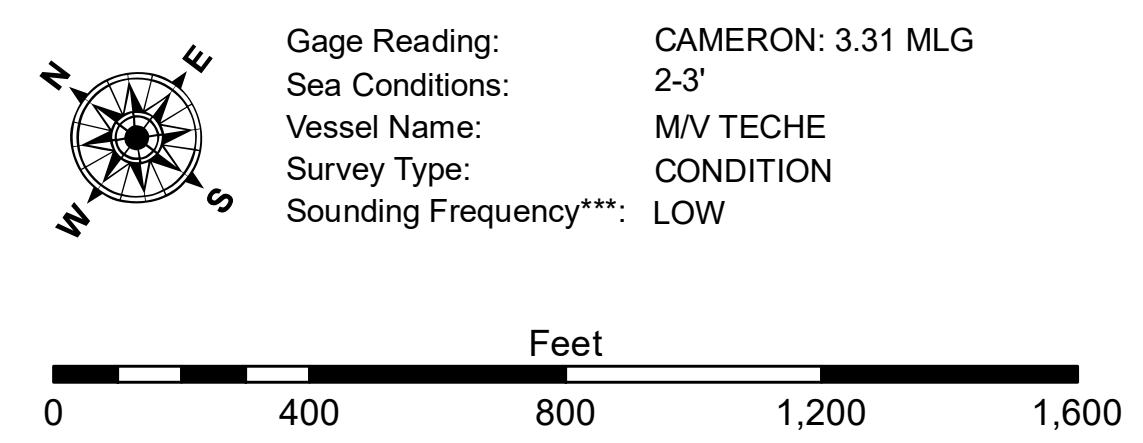 N E
W S
Gage Reading: CAMERON: 3.31 MLG
Sea Conditions: 2-3'
Vessel Name: M/V TECHE
Survey Type: CONDITION
Sounding Frequency***: LOW
Feet
0 400 800 1,200 1,600